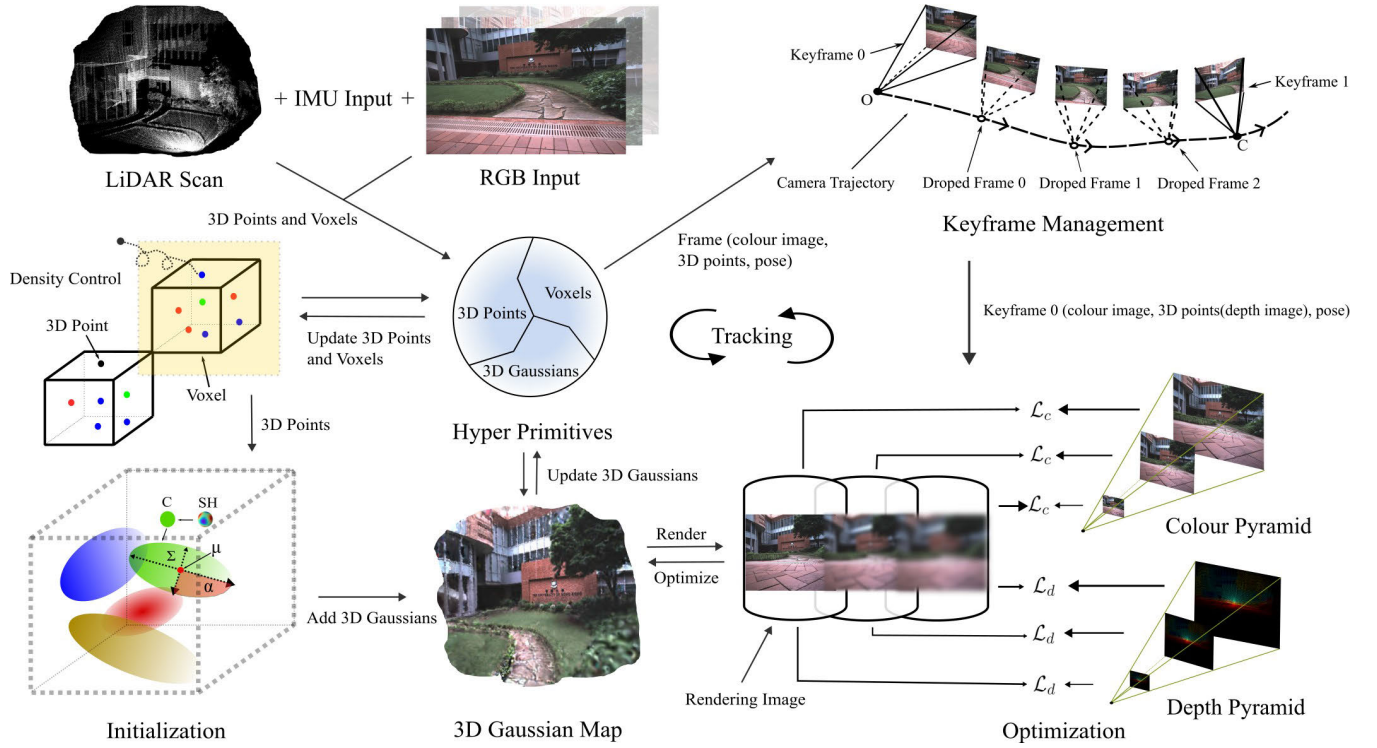 + IMU Input +
LiDAR Scan
RGB Input
Keyframe 0
Keyframe 1
O
C
Camera Trajectory
Droped Frame 0
Droped Frame 1
Droped Frame 2
Keyframe Management
3D Points and Voxels
Density Control
3D Point
Voxel
Update 3D Points
and Voxels
3D Points
Voxels
3D Gaussians
Hyper Primitives
Frame (colour image,
3D points, pose)
Tracking
Keyframe 0 (colour image, 3D points(depth image), pose)
3D Points
C
SH
Σ
μ
α
Initialization
Add 3D Gaussians
Update 3D Gaussians
3D Gaussian Map
Render
Optimize
Rendering Image
ℒc
ℒc
ℒc
ℒd
ℒd
ℒd
Colour Pyramid
Depth Pyramid
Optimization